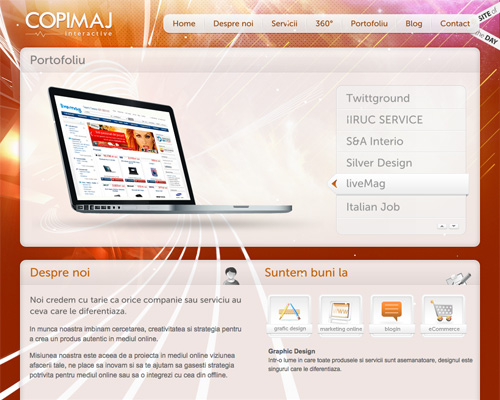 COPIMAJ
interactive
Home Despre noi Servicii 360° Portofoliu Blog Contact
SITE of
the DAY
Portofoliu
liveMag
Twittground
iIRUC SERVICE
S&A Interio
Silver Design
liveMag
Italian Job
Despre noi
Noi credem cu tarie ca orice companie sau serviciu au
ceva care le diferentiaza.
In munca noastra imbinam cercetarea, creativitatea si strategia pentru
a crea un produs autentic in mediul online.
Misiunea noastra este aceea de a proiecta in mediul online viziunea
afacerii tale, ne place sa inovam si sa te ajutam sa gasesti strategia
potrivita pentru mediul online sau sa o integrezi cu cea din offline.
Suntem buni la
grafic design marketing online blogin eCommerce
Graphic Design
Intr-o lume in care toate produsele si servicii sunt asemanatoare, designul este
singurul care le diferentiaza.